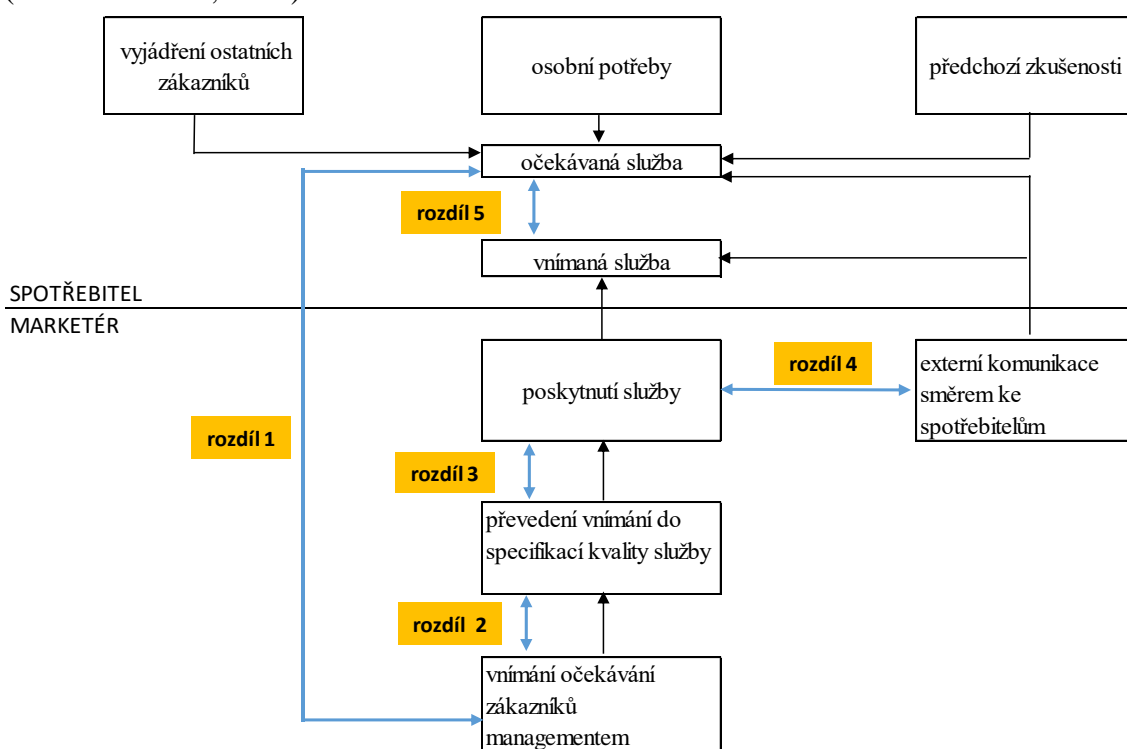 vyjádření ostatních
zákazníků
osobní potřeby
předchozí zkušenosti
očekávaná služba
rozdíl 5
vnímaná služba
SPOTŘEBITEL
MARKETÉR
poskytnutí služby
rozdíl 4
externí komunikace
směrem ke
spotřebitelům
rozdíl 1
rozdíl 3
převedení vnímání do
specifikací kvality služby
rozdíl 2
vnímání očekávání
zákazníků
managementem